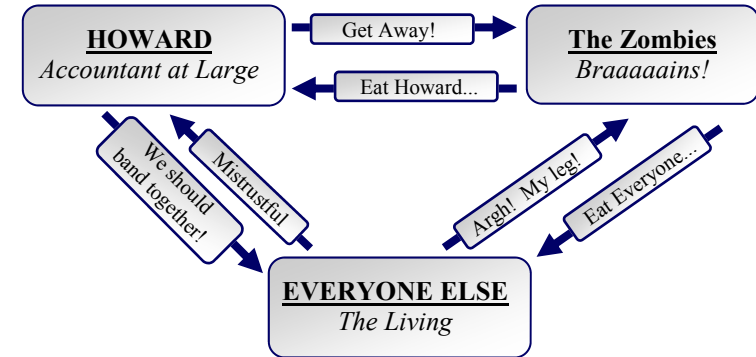 HOWARD
Accountant at Large
Get Away!
The Zombies
Braaaaains!
Eat Howard...
We should
band together!
Mistrustful
Argh! My leg!
Eat Everyone...
EVERYONE ELSE
The Living